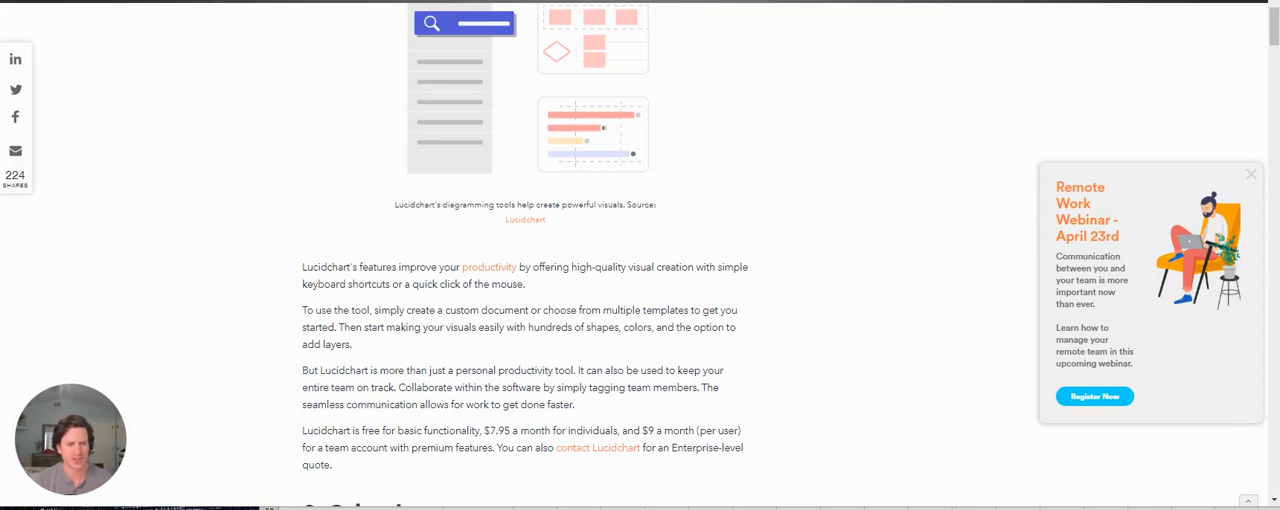 224
SHARES
Lucidchart's diagramming tools help create powerful visuals. Source:
Lucidchart
Lucidchart's features improve your productivity by offering high-quality visual creation with simple
keyboard shortcuts or a quick click of the mouse.
To use the tool, simply create a custom document or choose from multiple templates to get you
started. Then start making your visuals easily with hundreds of shapes, colors, and the option to
add layers.
But Lucidchart is more than just a personal productivity tool. It can also be used to keep your
entire team on track. Collaborate within the software by simply tagging team members. The
seamless communication allows for work to get done faster.
Lucidchart is free for basic functionality, $7.95 a month for individuals, and $9 a month (per user)
for a team account with premium features. You can also contact Lucidchart for an Enterprise-level
quote.
Remote
Work
Webinar -
April 23rd
Communication
between you and
your team is more
important now
than ever.
Learn how to
manage your
remote team in this
upcoming webinar.
Register Now